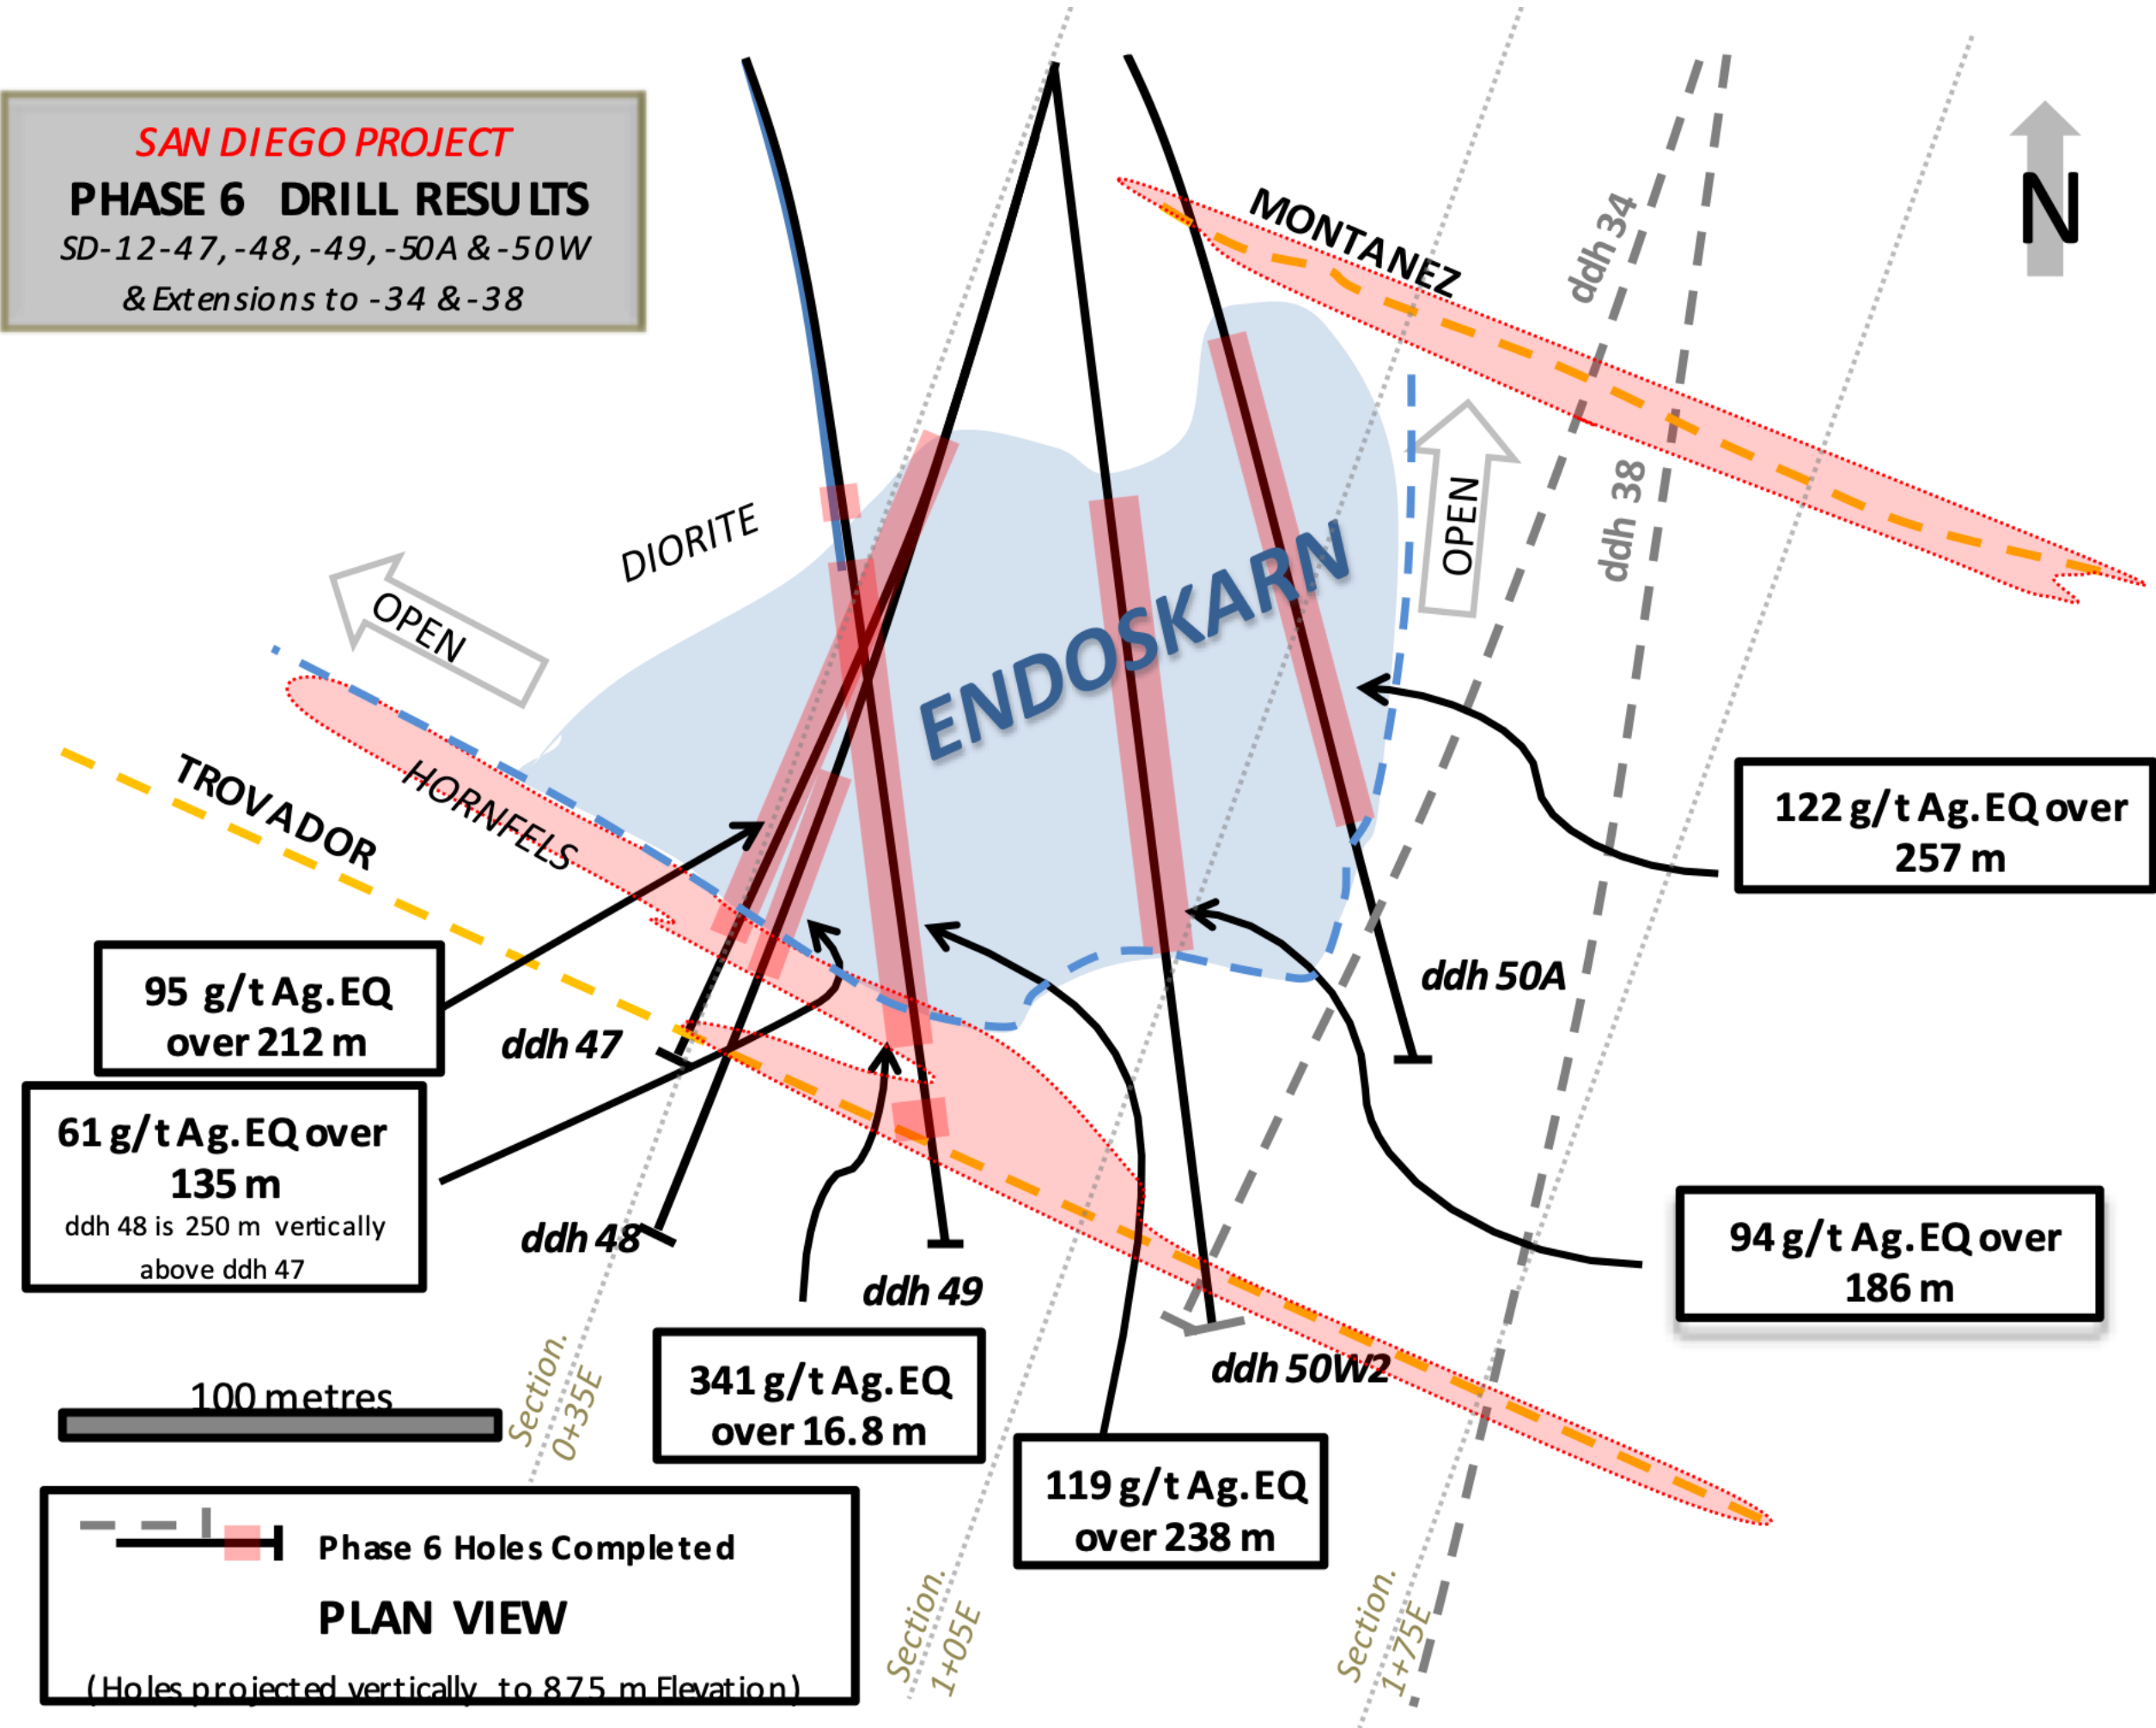 SAN DIEGO PROJECT
PHASE 6 DRILL RESULTS
SD-12-47, -48, -49, -50A & -50W
& Extensions to -34 & -38
N
MONTANEZ
ddh 34
ddh 38
OPEN
DIORITE
OPEN
ENDOSKARN
TROVADOR
HORNFELS
122 g/t Ag.EQ over
257 m
95 g/t Ag.EQ
over 212 m
ddh 47
ddh 50A
61 g/t Ag.EQ over
135 m
ddh 48 is 250 m vertically
above ddh 47
ddh 48
ddh 49
94 g/t Ag.EQ over
186 m
ddh 50W2
341 g/t Ag.EQ
over 16.8 m
119 g/t Ag.EQ
over 238 m
100 metres
Section.
0+35E
Section.
1+05E
Section.
1+75E
Phase 6 Holes Completed
PLAN VIEW
(Holes projected vertically to 875 m Elevation)